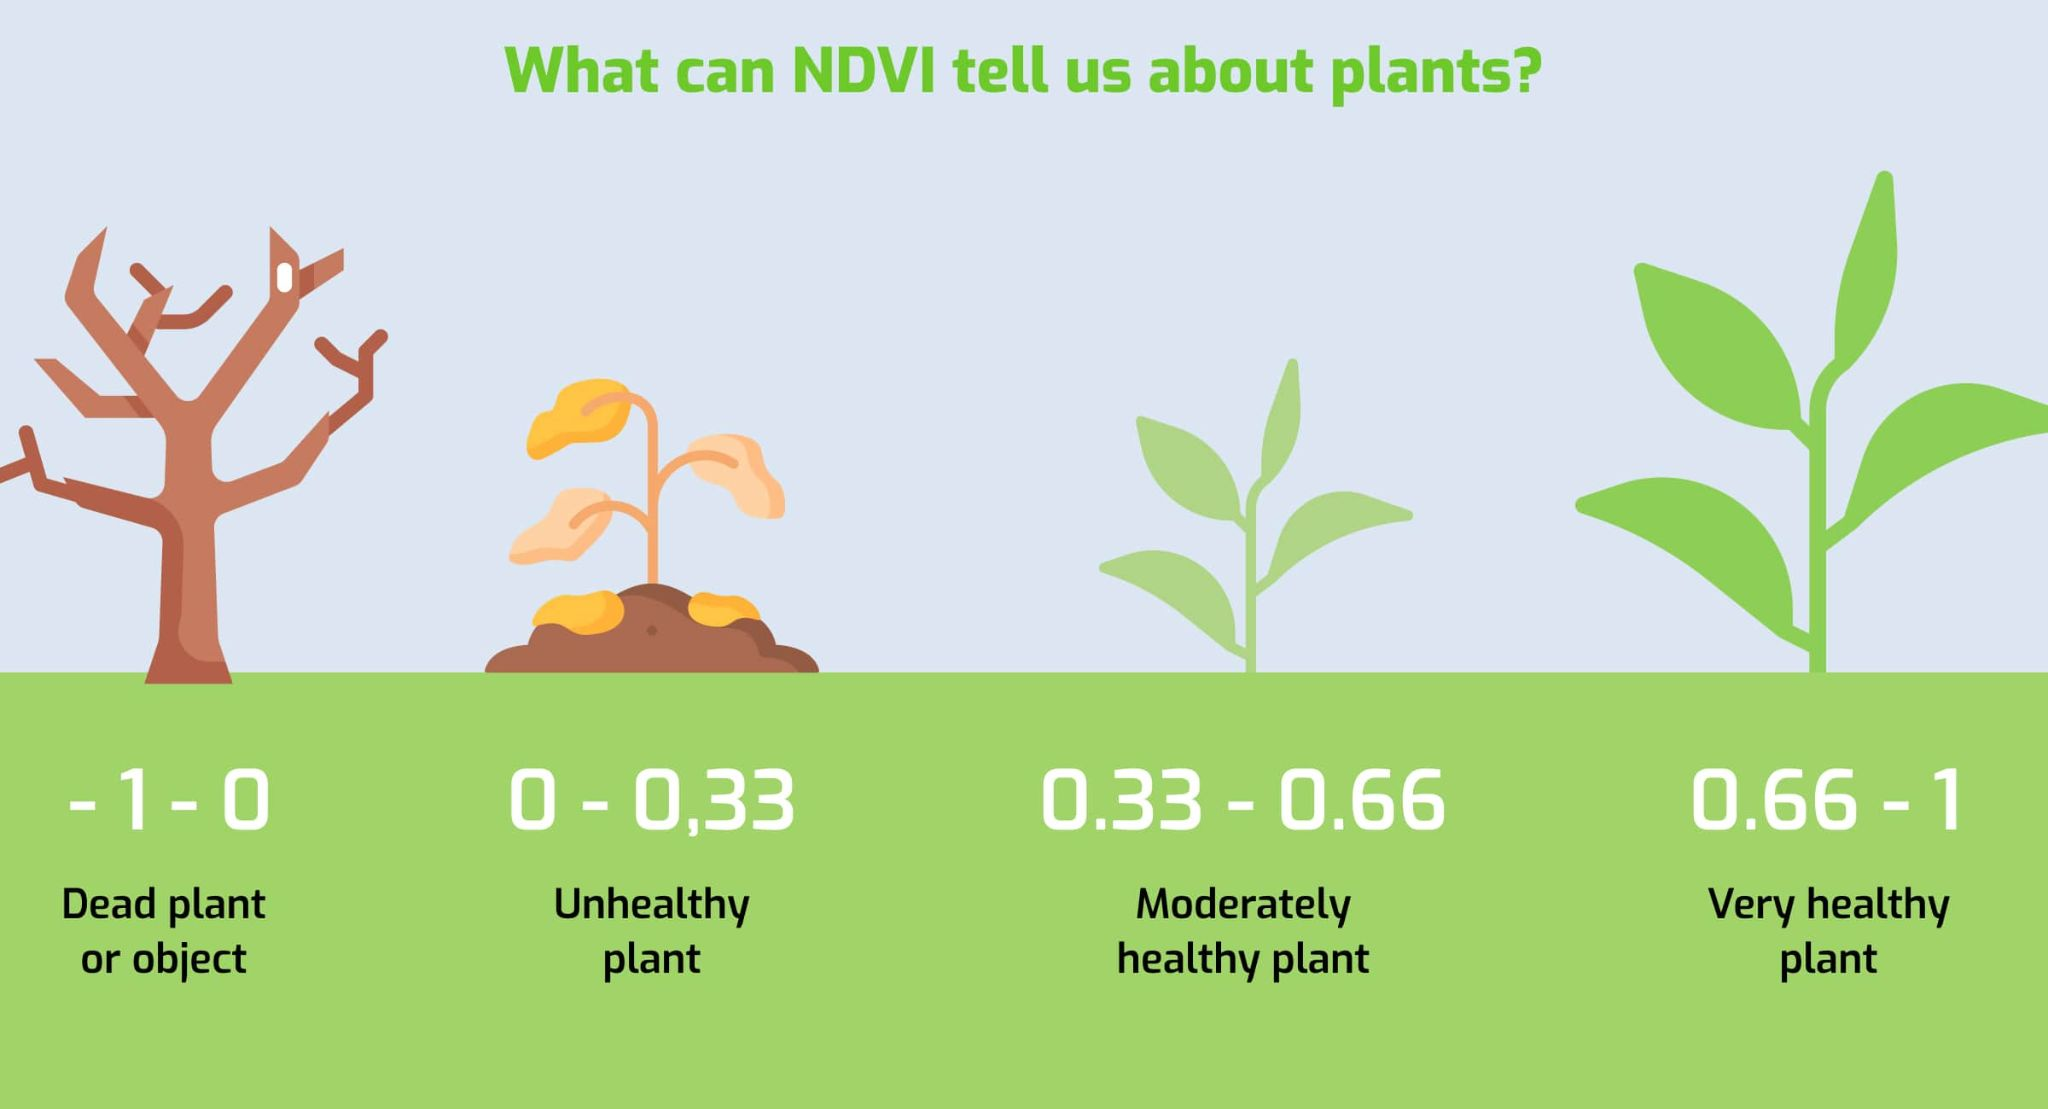 What can NDVI tell us about plants?
- 1 - 0
Dead plant
or object
0 - 0,33
Unhealthy
plant
0.33 - 0.66
Moderately
healthy plant
0.66 - 1
Very healthy
plant